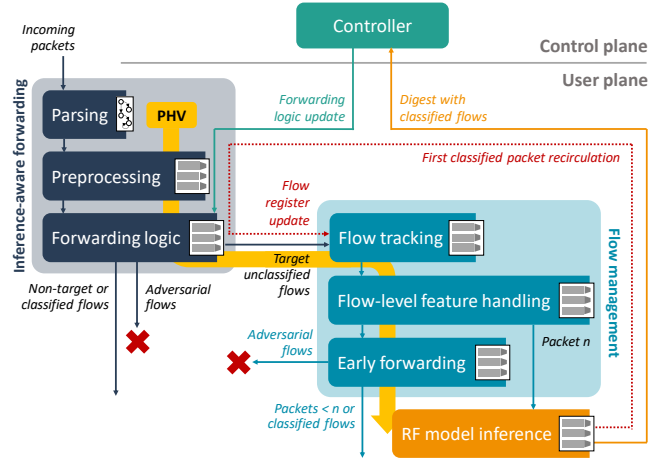 Incoming
packets
Controller
Control plane
User plane
Inference-aware forwarding
Parsing
PHV
Forwarding
logic update
Digest with
classified flows
First classified packet recirculation
Preprocessing
Flow
register
update
Forwarding logic
Flow tracking
Target
unclassified
flows
Flow management
Non-target or
classified flows
Adversarial
flows
Flow-level feature handling
Adversarial
flows
Packet n
Early forwarding
Packets < n or
classified flows
RF model inference